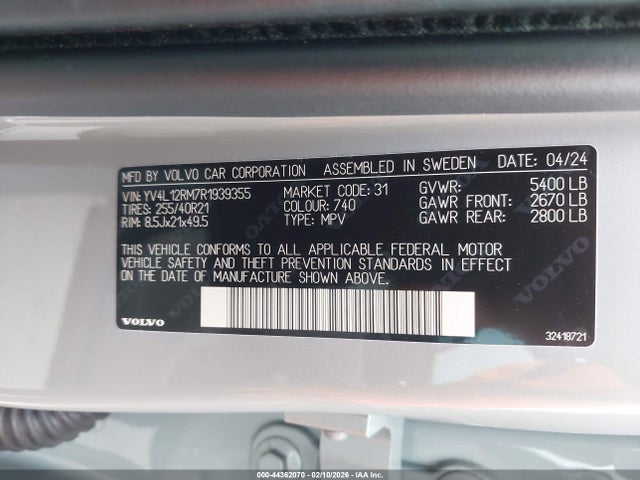 MFD BY VOLVO CAR CORPORATION ASSEMBLED IN SWEDEN DATE: 04/24
VIN: YV4L12RM7R1939355 MARKET CODE: 31 GVWR: 5400 LB
TIRES: 255/40R21 COLOUR: 740 GAWR FRONT: 2670 LB
RIM: 8.5Jx21x49.5 TYPE: MPV GAWR REAR: 2800 LB
THIS VEHICLE CONFORMS TO ALL APPLICABLE FEDERAL MOTOR
VEHICLE SAFETY AND THEFT PREVENTION STANDARDS IN EFFECT
ON THE DATE OF MANUFACTURE SHOWN ABOVE.
VOLVO 32418721
000-44362070 - 02/10/2026 - IAA Inc.